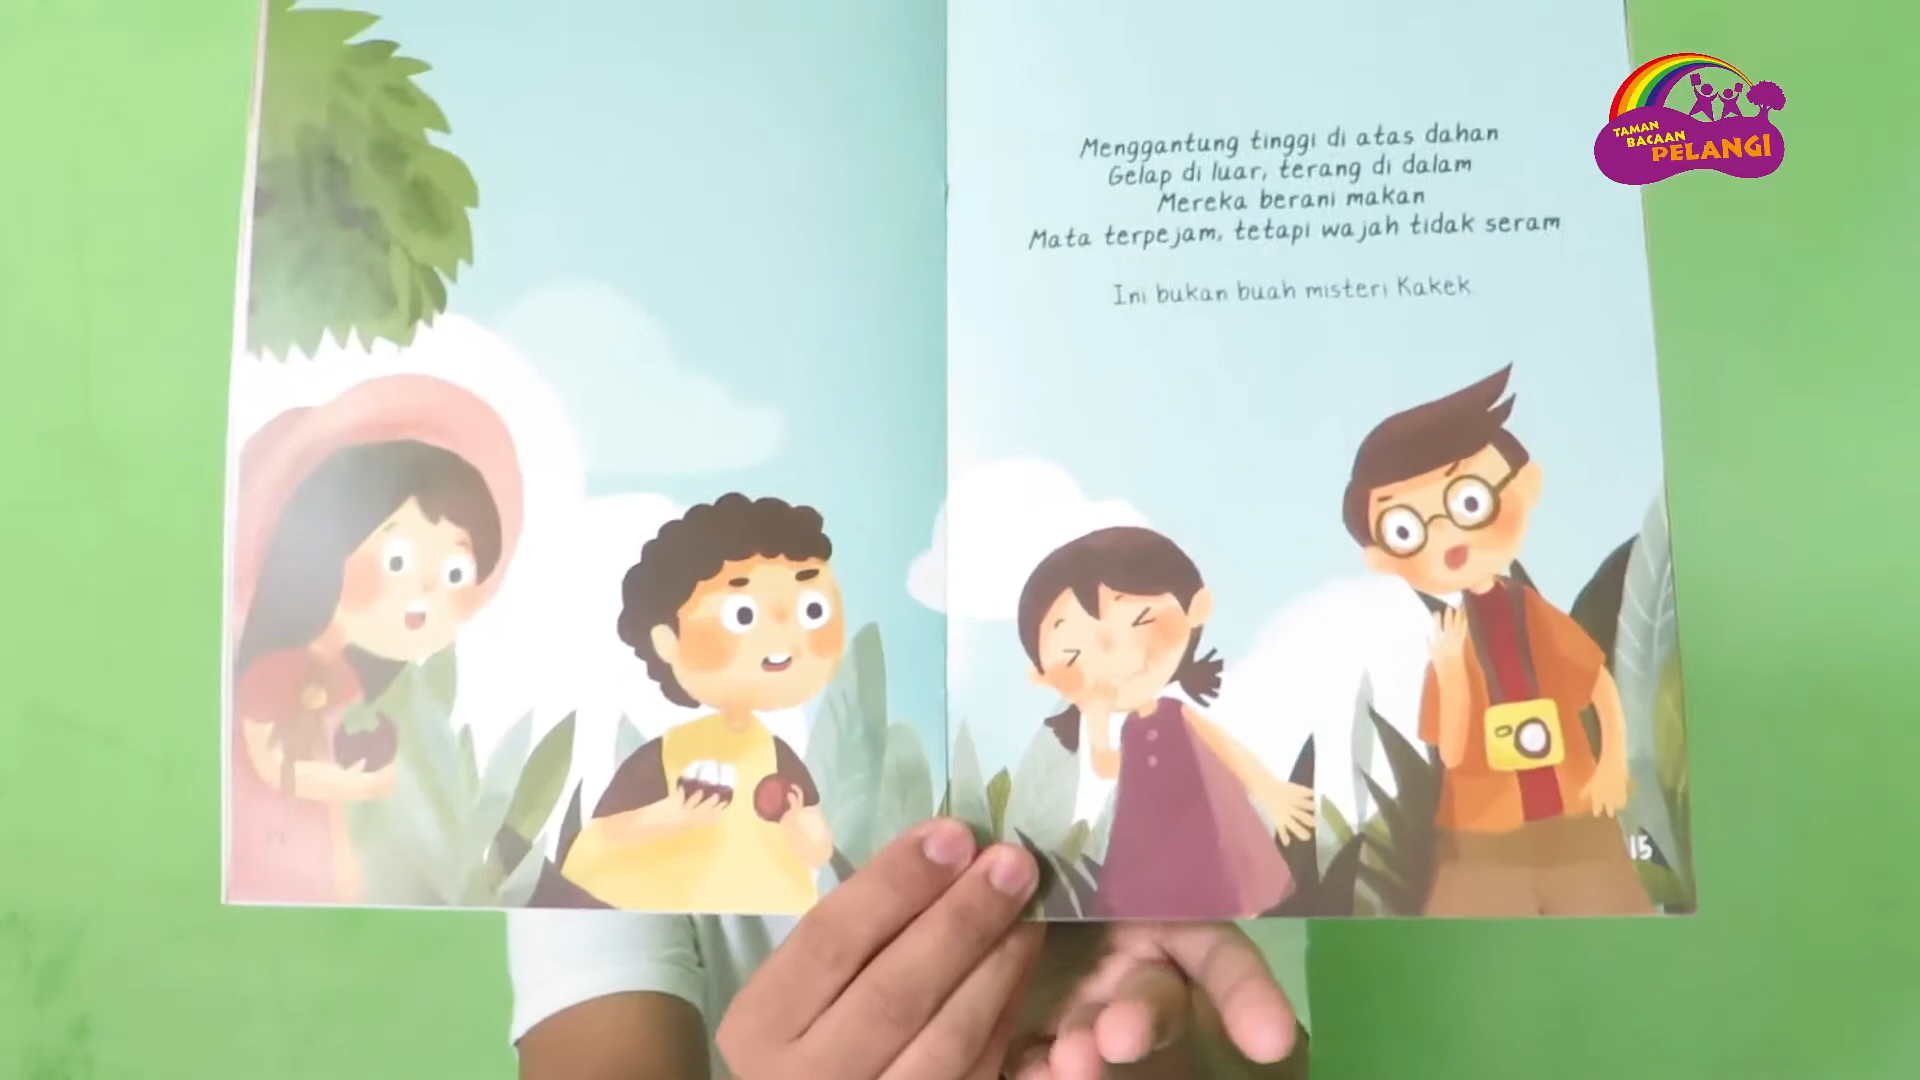 Menggantung tinggi di atas dahan
Gelap di luar, terang di dalam
Mereka berani makan
Mata terpejam, tetapi wajah tidak seram
Ini bukan buah misteri Kakek
15
TAMAN
BACAAN
PELANGI